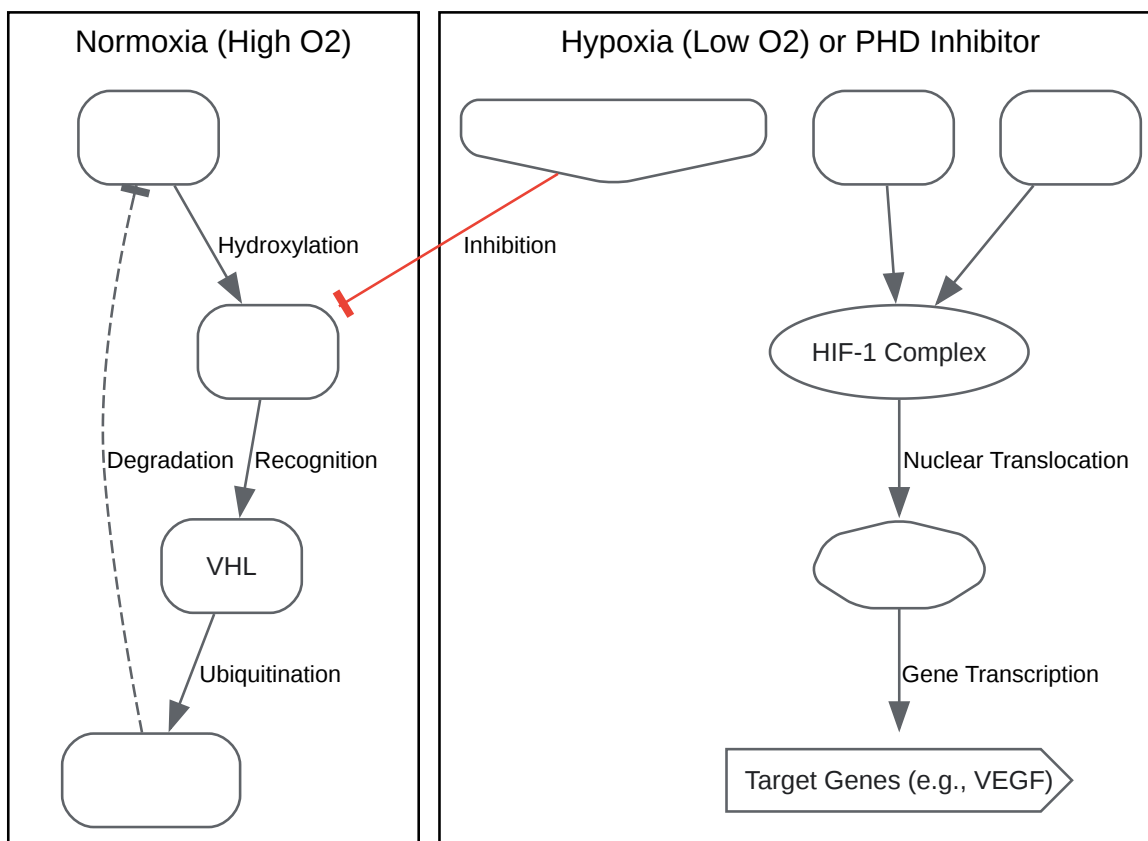 Normoxia (High O2)
Hypoxia (Low O2) or PHD Inhibitor
Hydroxylation
Inhibition
HIF-1 Complex
Degradation
Recognition
Nuclear Translocation
VHL
Ubiquitination
Gene Transcription
Target Genes (e.g., VEGF)